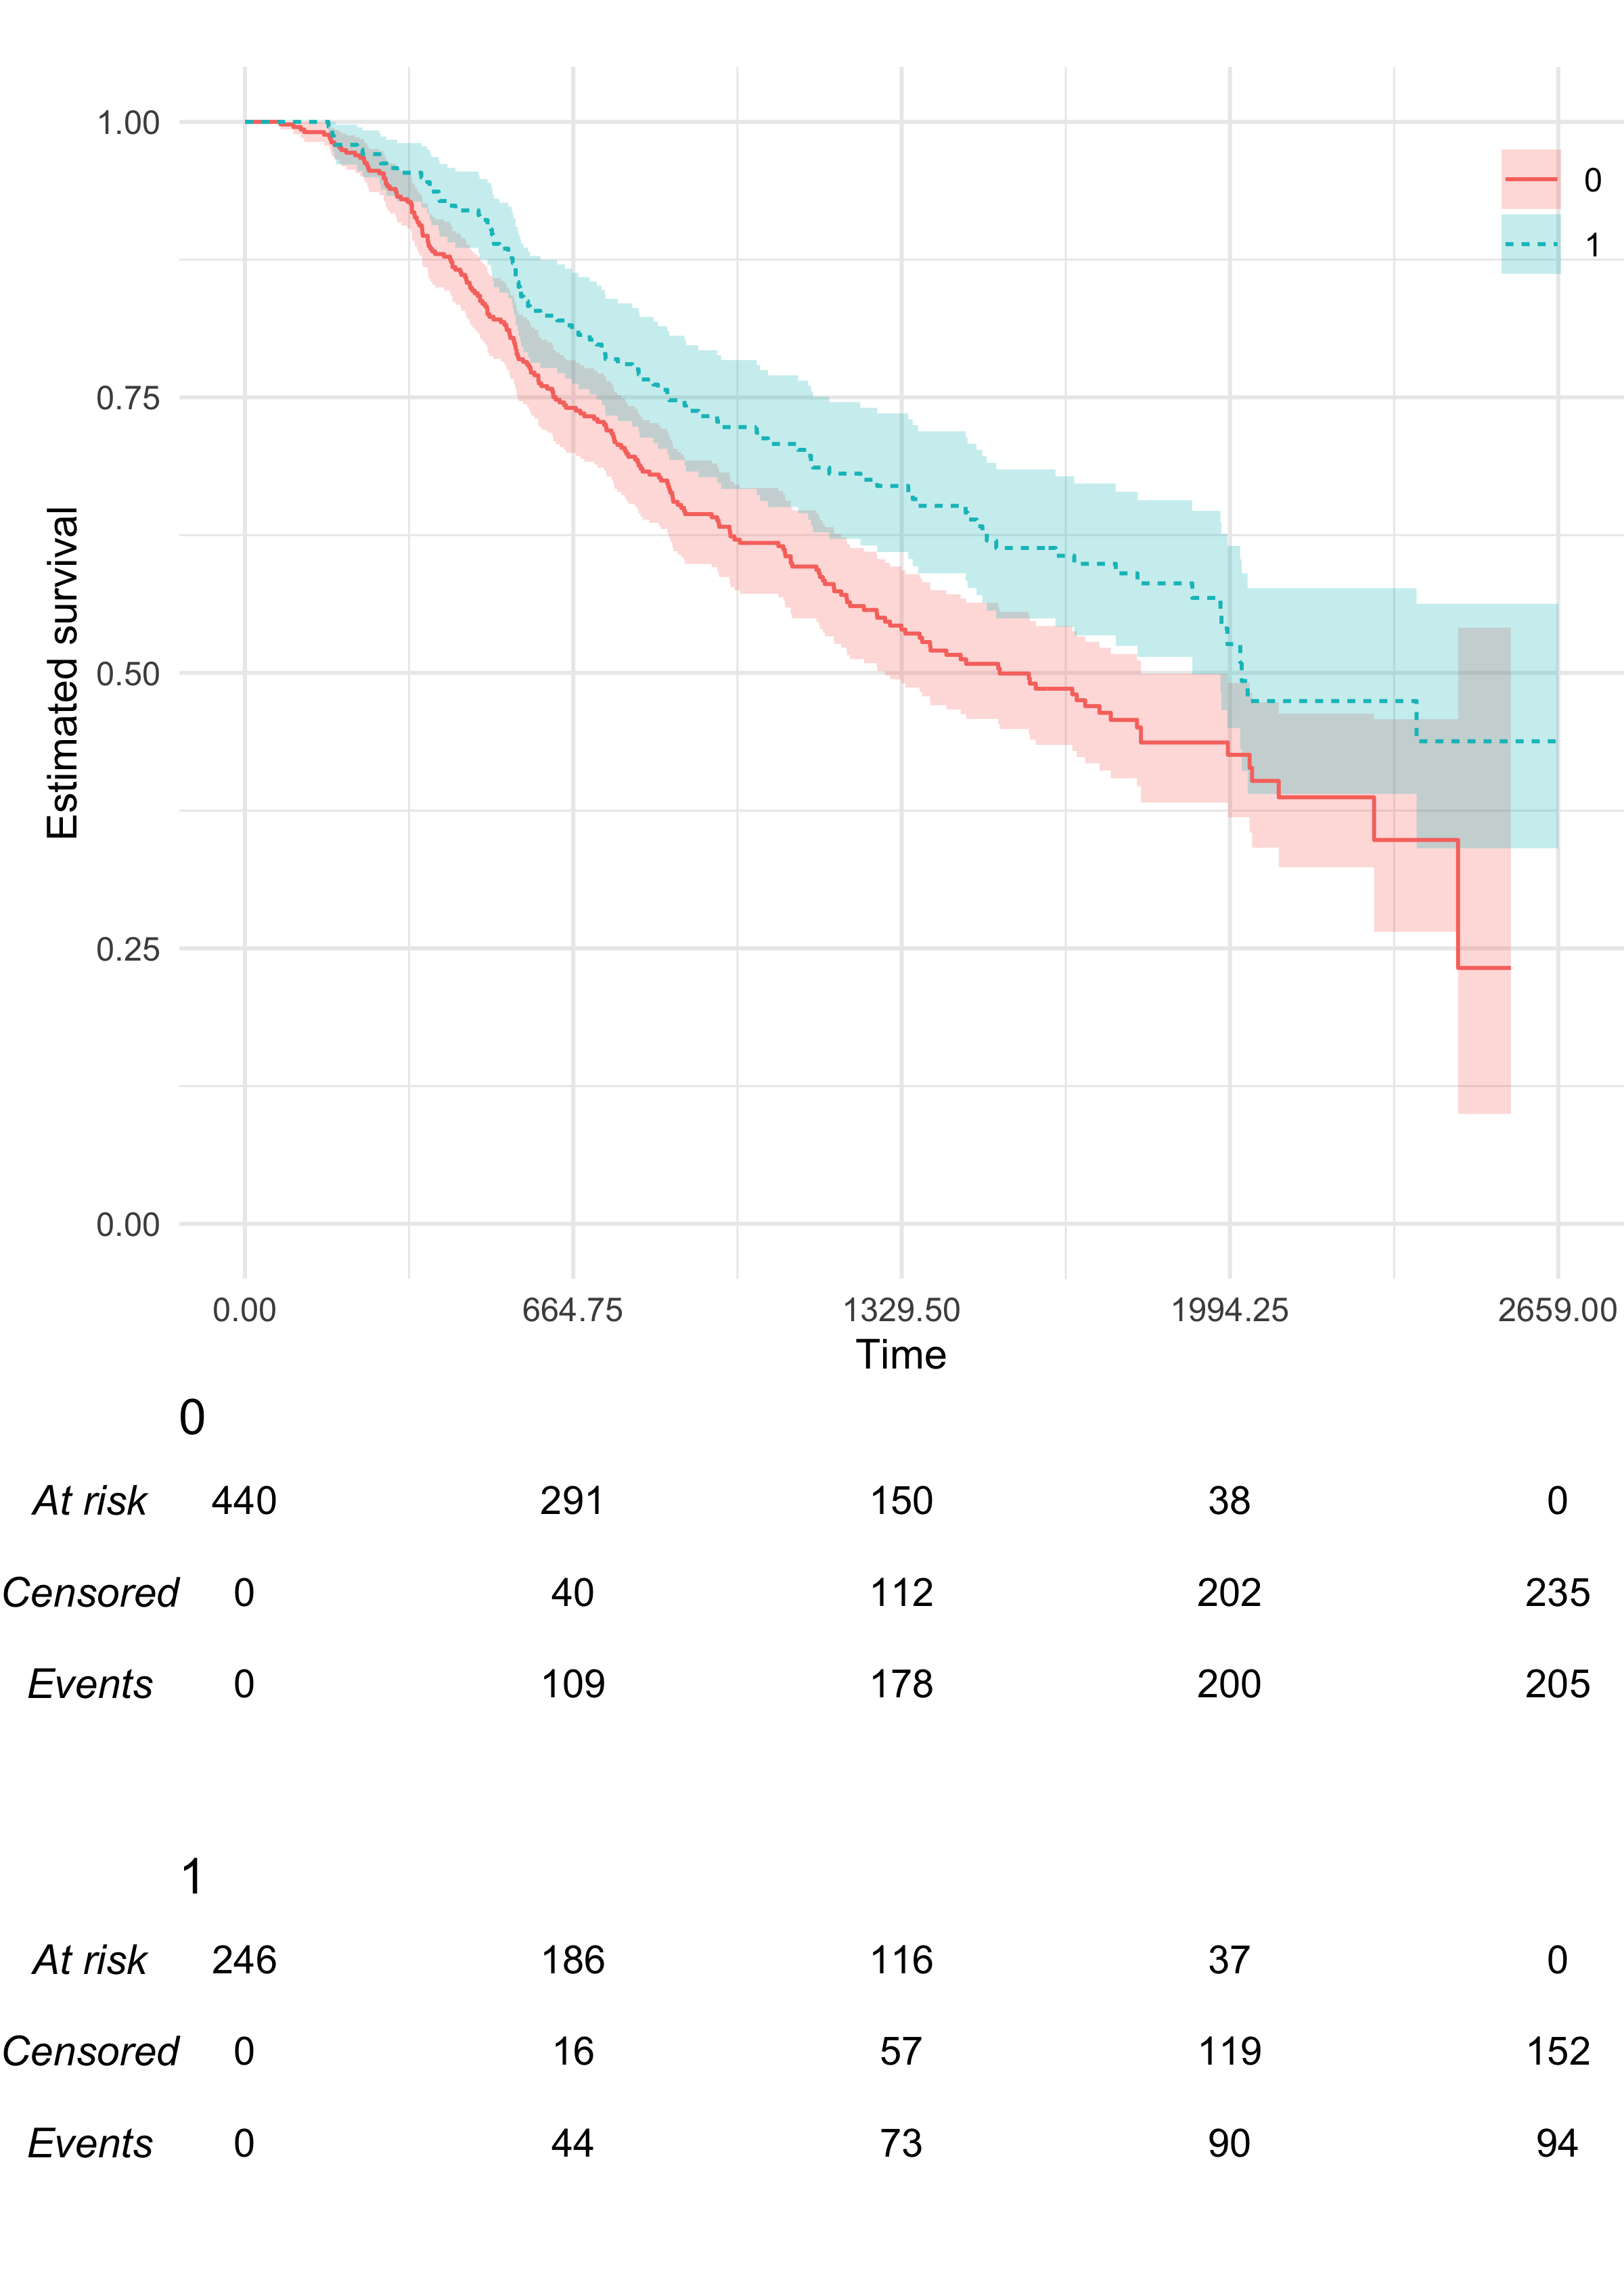 1.00
0.75
0.50
0.25
0.00
Estimated survival
0
1
0.00 664.75 1329.50 1994.25 2659.00
Time
0
At risk 440 291 150 38 0
Censored 0 40 112 202 235
Events 0 109 178 200 205
1
At risk 246 186 116 37 0
Censored 0 16 57 119 152
Events 0 44 73 90 94